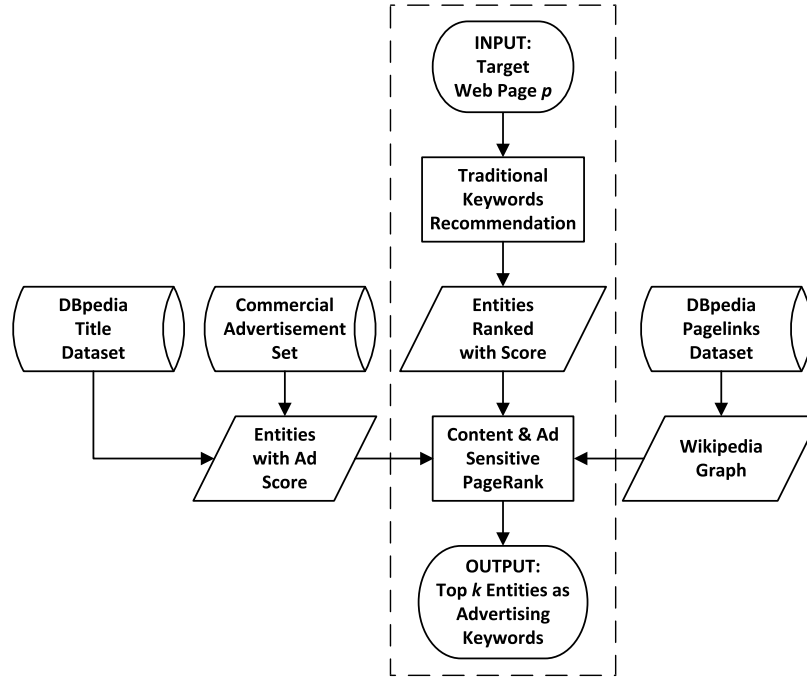 INPUT:
Target
Web Page p
Traditional
Keywords
Recommendation
DBpedia
Title
Dataset
Commercial
Advertisement
Set
Entities
Ranked
with Score
DBpedia
Pagelinks
Dataset
Entities
with Ad
Score
Content & Ad
Sensitive
PageRank
Wikipedia
Graph
OUTPUT:
Top k Entities as
Advertising
Keywords